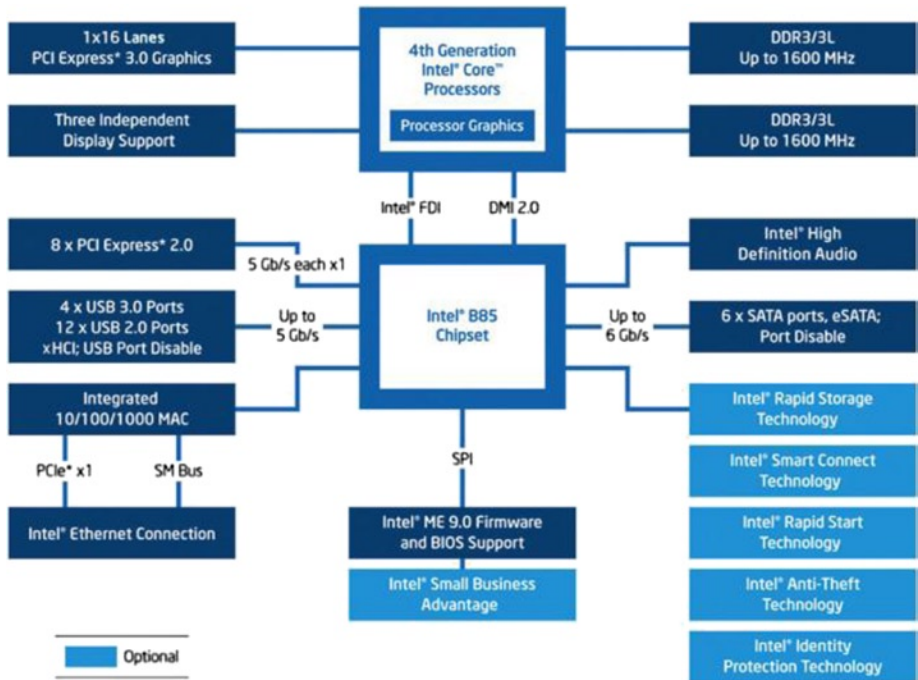 1x16 Lanes
PCI Express* 3.0 Graphics
4th Generation
Intel® Core™
Processors
Processor Graphics
DDR3/3L
Up to 1600 MHz
Three Independent
Display Support
DDR3/3L
Up to 1600 MHz
Intel® FDI
DMI 2.0
8 x PCI Express* 2.0
5 Gb/s each x1
Intel® High
Definition Audio
4 x USB 3.0 Ports
12 x USB 2.0 Ports
xHCI; USB Port Disable
Up to
5 Gb/s
Intel® B85
Chipset
Up to
6 Gb/s
6 x SATA ports, eSATA;
Port Disable
Integrated
10/100/1000 MAC
Intel® Rapid Storage
Technology
PCIe* x1
SM Bus
SPI
Intel® Smart Connect
Technology
Intel® Ethernet Connection
Intel® ME 9.0 Firmware
and BIOS Support
Intel® Rapid Start
Technology
Intel® Small Business
Advantage
Intel® Anti-Theft
Technology
Optional
Intel® Identity
Protection Technology